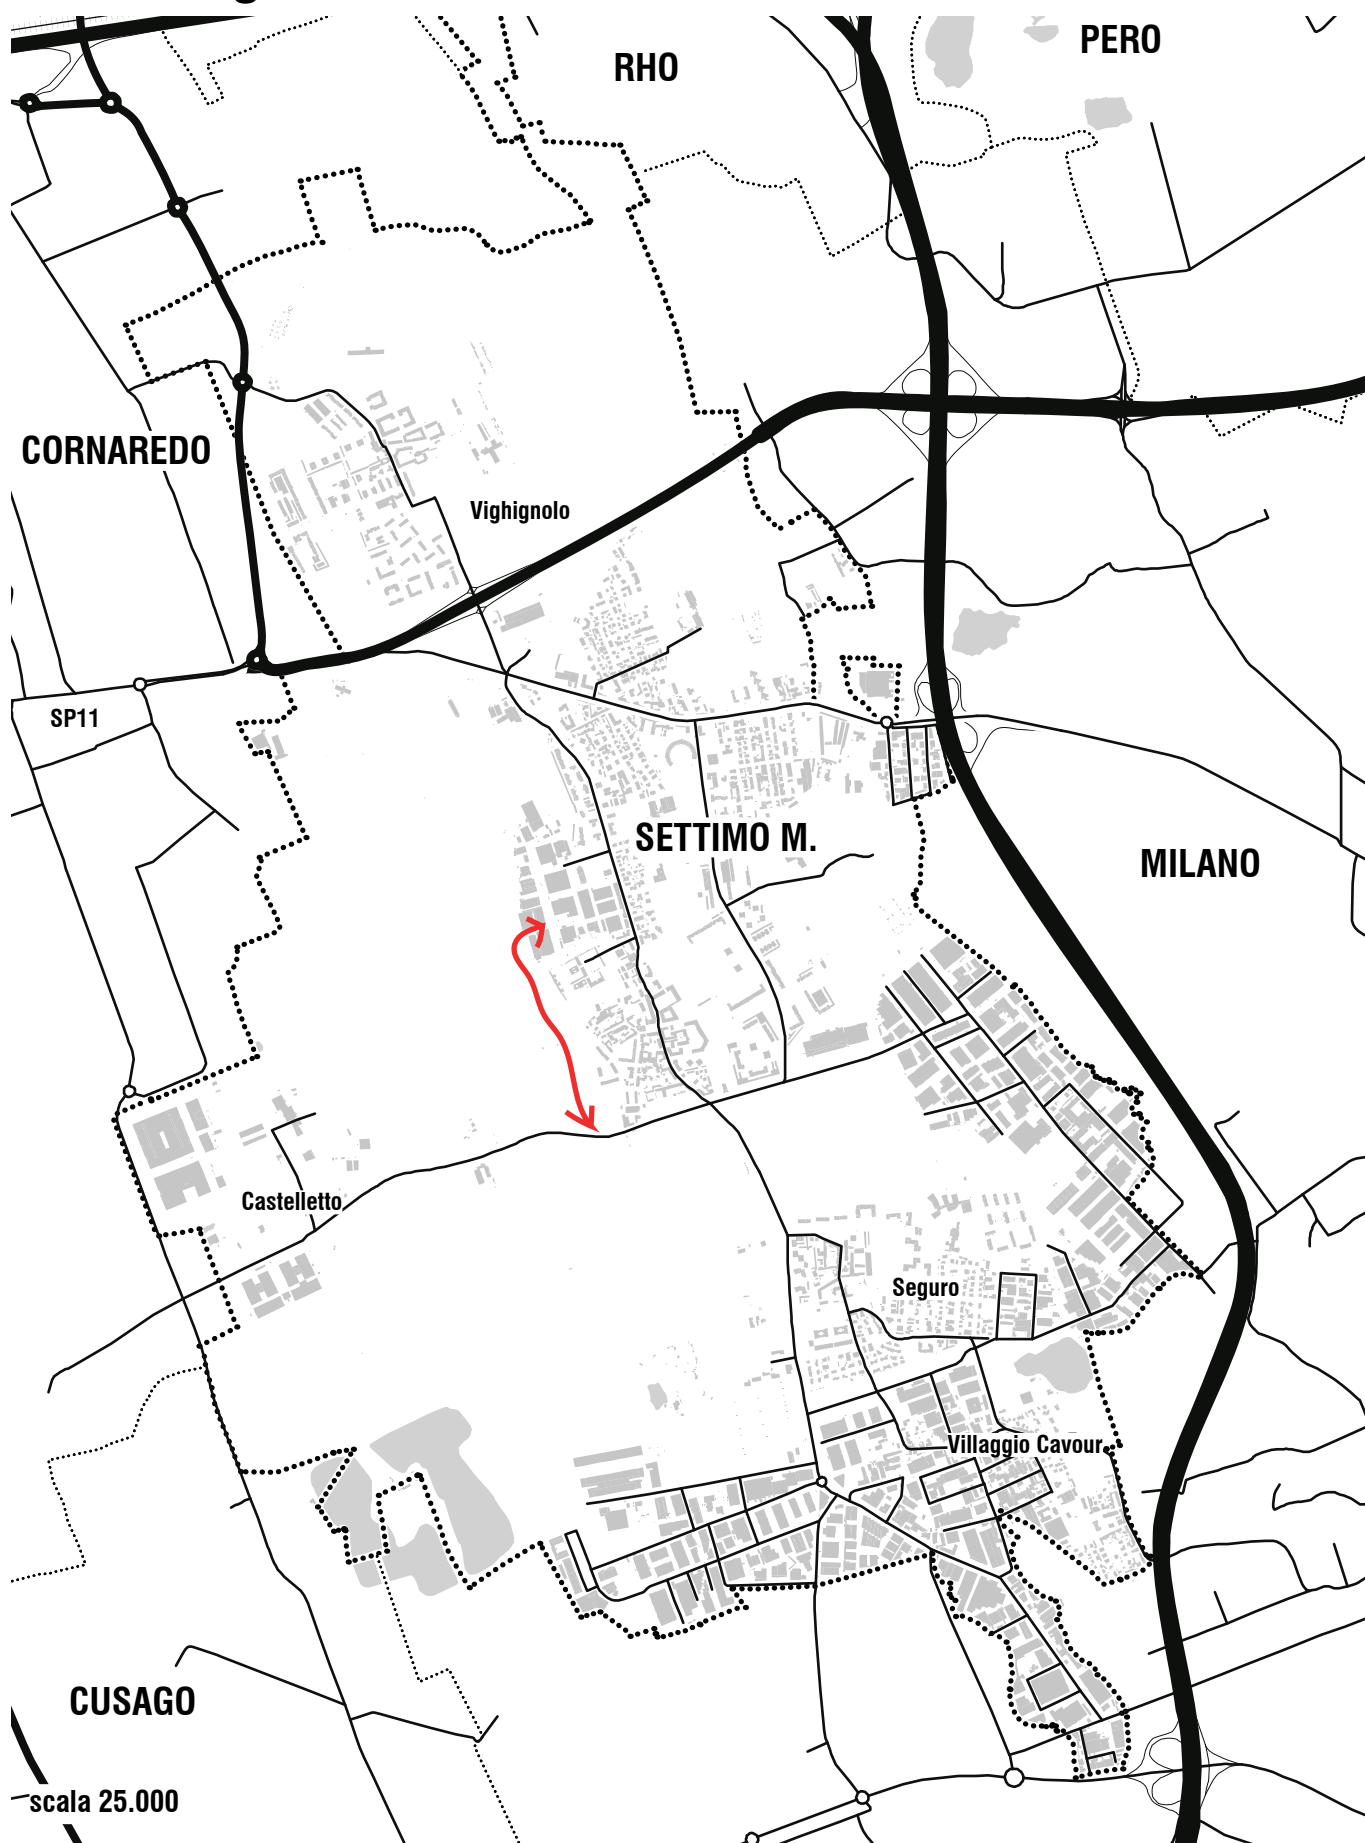 PERO
RHO
CORNAREDO
Vighignolo
SP11
SETTIMO M.
MILANO
Castelletto
Seguro
Villaggio Cavour
CUSAGO
scala 25.000